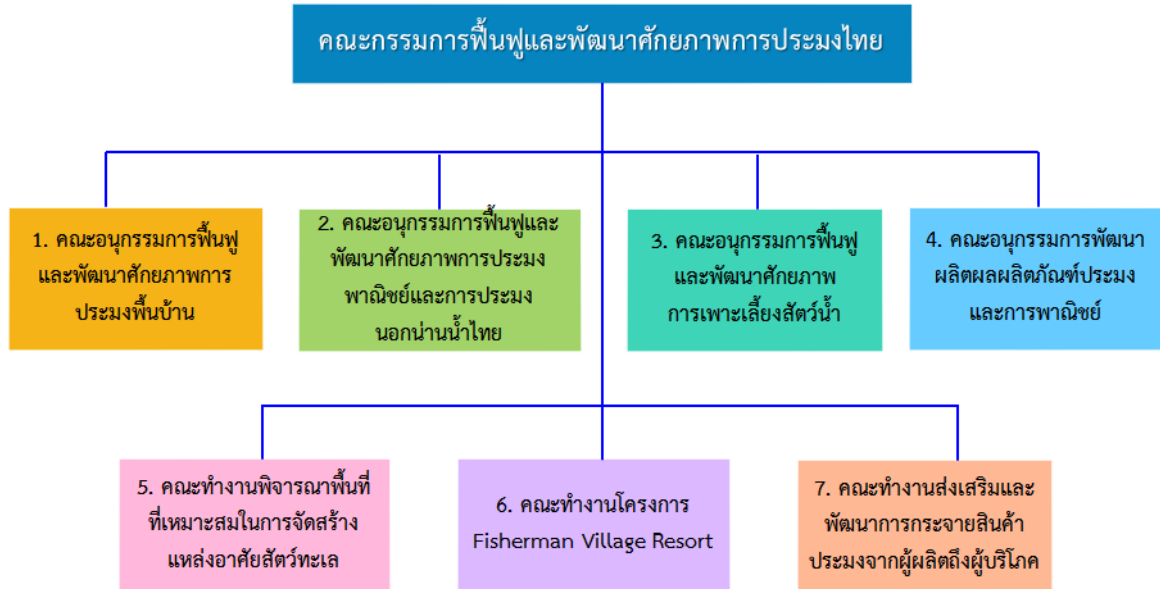 คณะกรรมการฟื้นฟูและพัฒนาศักยภาพการประมงไทย
1. คณะอนุกรรมการฟื้นฟู
และพัฒนาศักยภาพการ
ประมงพื้นบ้าน
2. คณะอนุกรรมการฟื้นฟูและ
พัฒนาศักยภาพการประมง
พาณิชย์และการประมง
นอกน่านน้ำไทย
3. คณะอนุกรรมการฟื้นฟู
และพัฒนาศักยภาพ
การเพาะเลี้ยงสัตว์น้ำ
4. คณะอนุกรรมการพัฒนา
ผลิตผลผลิตภัณฑ์ประมง
และการพาณิชย์
5. คณะทำงานพิจารณาพื้นที่
ที่เหมาะสมในการจัดสร้าง
แหล่งอาศัยสัตว์ทะเล
6. คณะทำงานโครงการ
Fisherman Village Resort
7. คณะทำงานส่งเสริมและ
พัฒนาการกระจายสินค้า
ประมงจากผู้ผลิตถึงผู้บริโภค